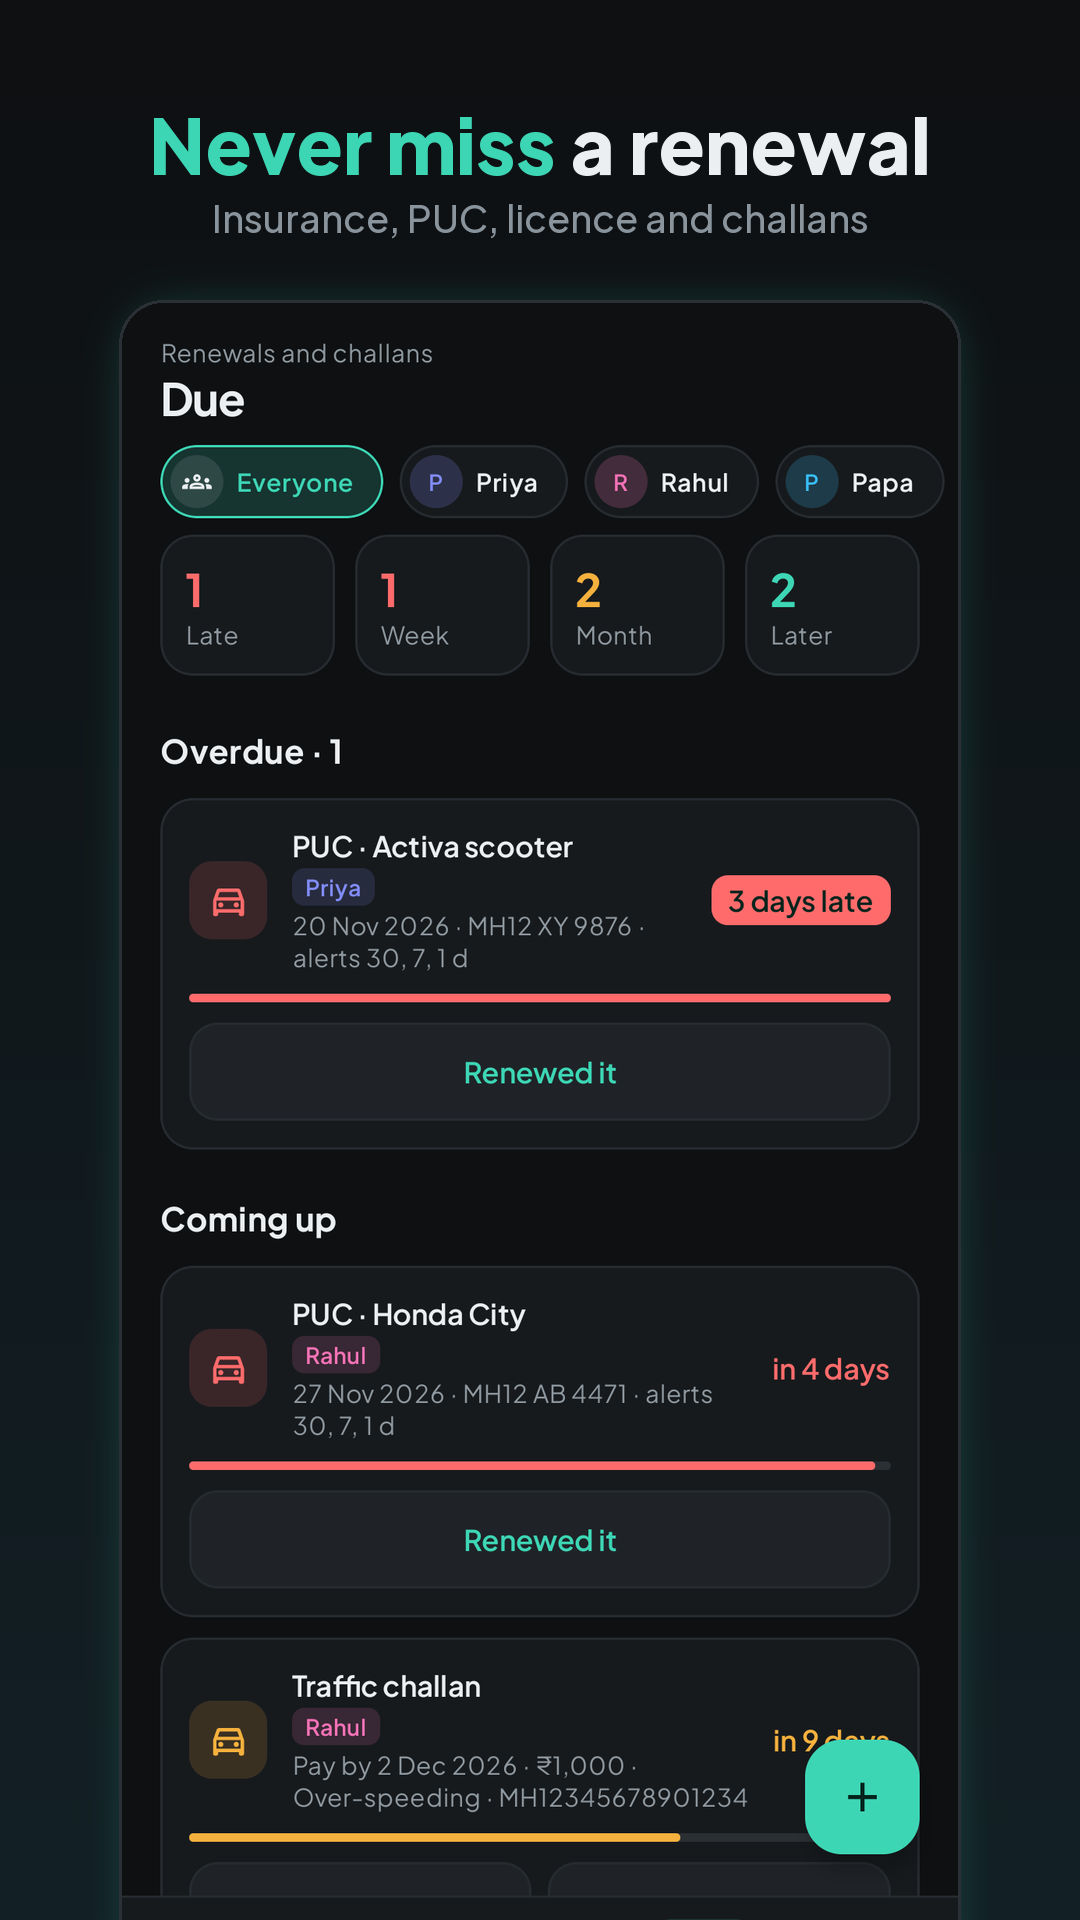 Never miss a renewal
Insurance, PUC, licence and challans
Renewals and challans
Due
Everyone
P Priya
R Rahul
P Papa
1
Late
1
Week
2
Month
2
Later
Overdue · 1
PUC · Activa scooter
Priya
20 Nov 2026 · MH12 XY 9876 ·
alerts 30, 7, 1 d
3 days late
Renewed it
Coming up
PUC · Honda City
Rahul
27 Nov 2026 · MH12 AB 4471 · alerts
30, 7, 1 d
in 4 days
Renewed it
Traffic challan
Rahul
Pay by 2 Dec 2026 · ₹1,000 ·
Over-speeding · MH12345678901234
in 9 days
+